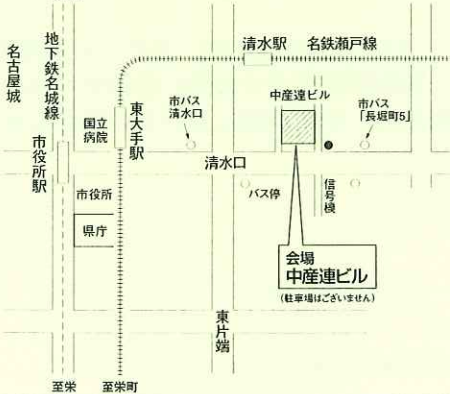 清水駅
名鉄瀬戸線
名古屋城
地下鉄名城線
中産連ビル
市バス
清水口
市バス
「長堀町5」
国立
病院
東大手駅
市役所駅
清水口
市役所
バス停
信号機
県庁
会場
中産連ビル
(駐車場はございません)
東片端
至栄
至栄町